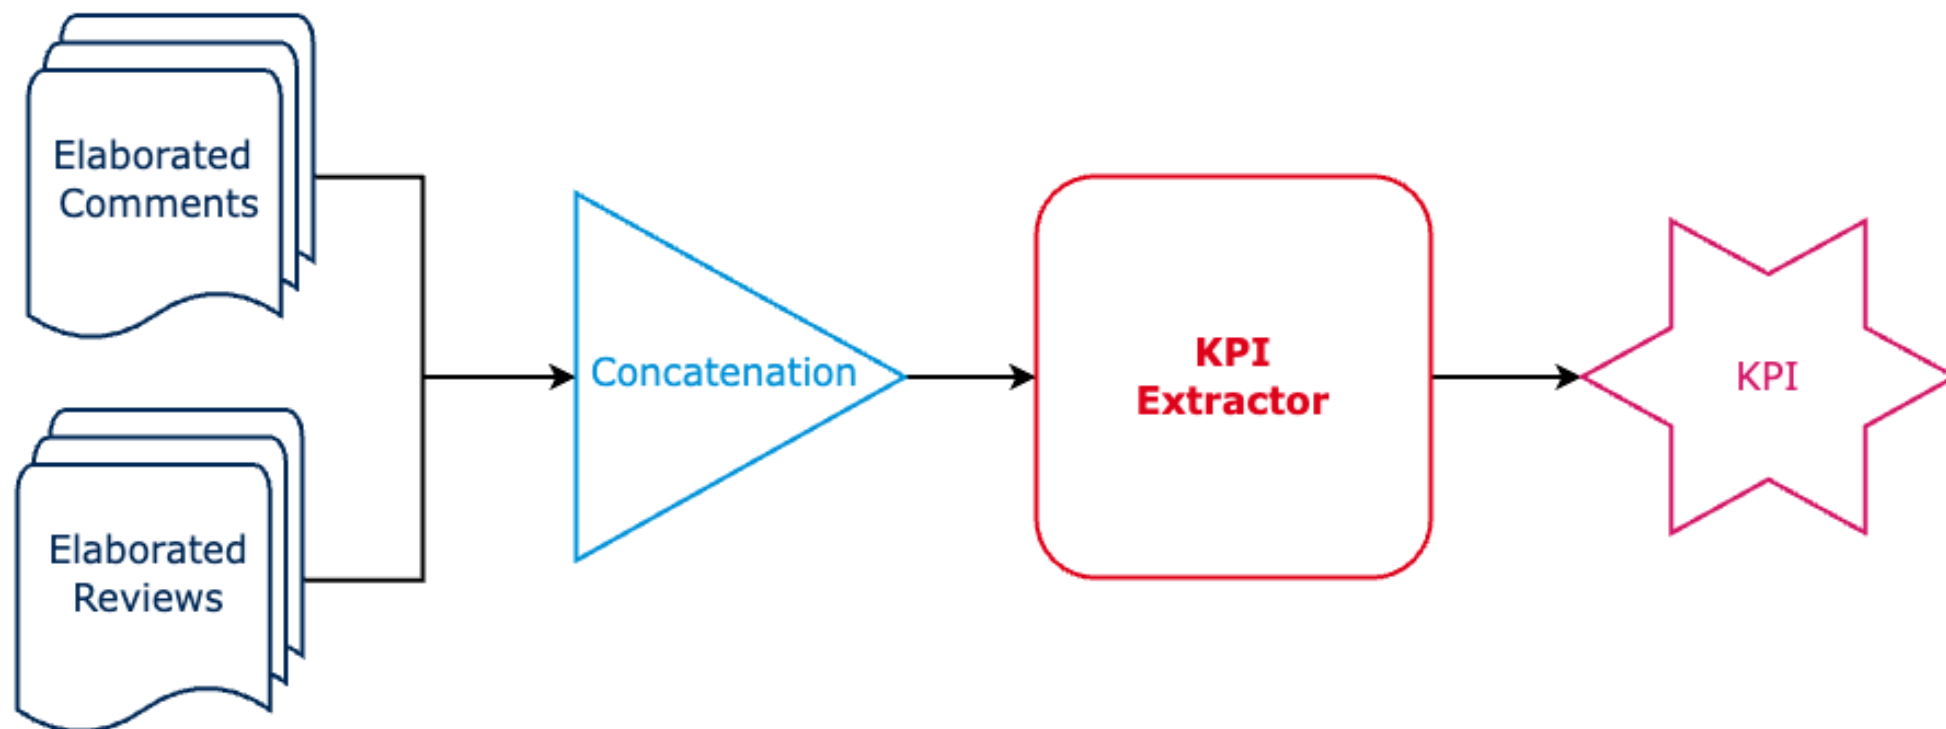 Elaborated
Comments
Elaborated
Reviews
Concatenation
KPI
Extractor
KPI